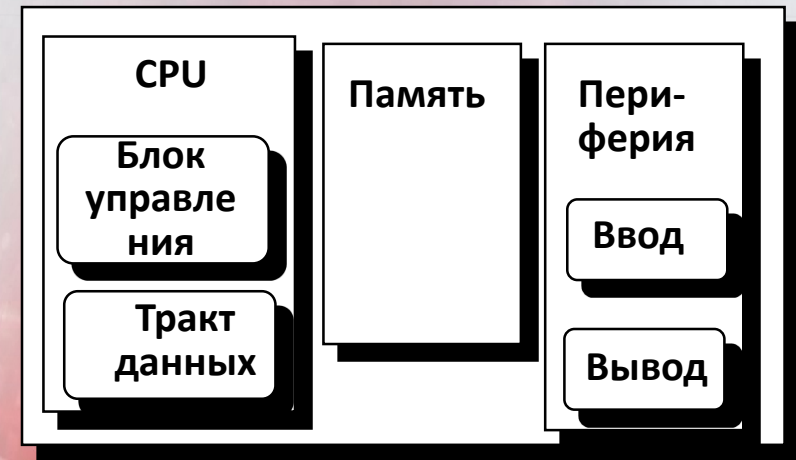 CPU
Блок
управле
ния
Тракт
данных
Память
Пери-
ферия
Ввод
Вывод